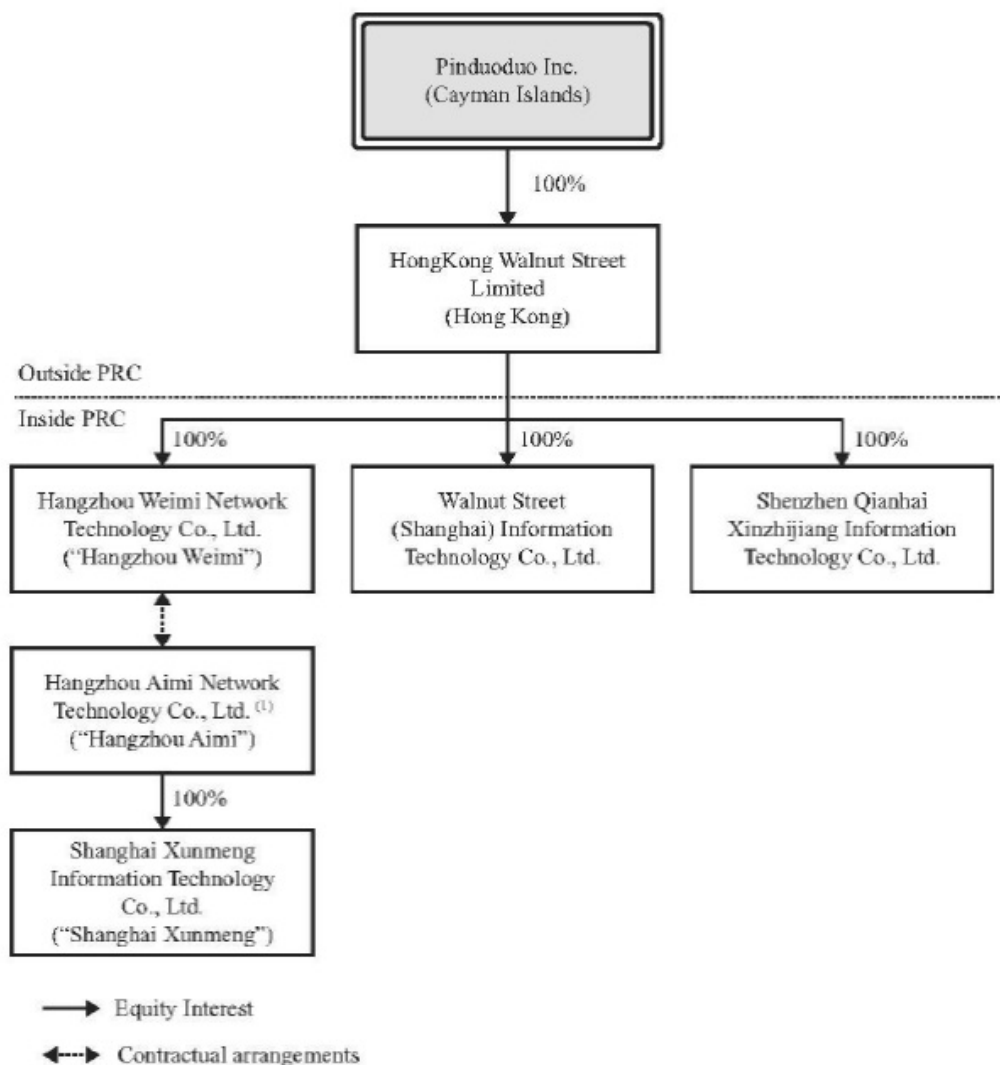 Pinduoduo Inc.
(Cayman Islands)
100%
HongKong Walnut Street
Limited
(Hong Kong)
Outside PRC
Inside PRC
100%
100%
100%
Hangzhou Weimi Network
Technology Co., Ltd.
(“Hangzhou Weimi”)
Walnut Street
(Shanghai) Information
Technology Co., Ltd.
Shenzhen Qianhai
Xinzhijiang Information
Technology Co., Ltd.
Hangzhou Aimi Network
Technology Co., Ltd. (1)
(“Hangzhou Aimi”)
100%
Shanghai Xunmeng
Information Technology
Co., Ltd.
(“Shanghai Xunmeng”)
Equity Interest
Contractual arrangements